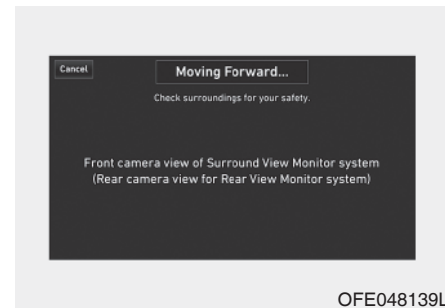 Cancel
Moving Forward...
Check surroundings for your safety.
Front camera view of Surround View Monitor system
(Rear camera view for Rear View Monitor system)
OFE048139L